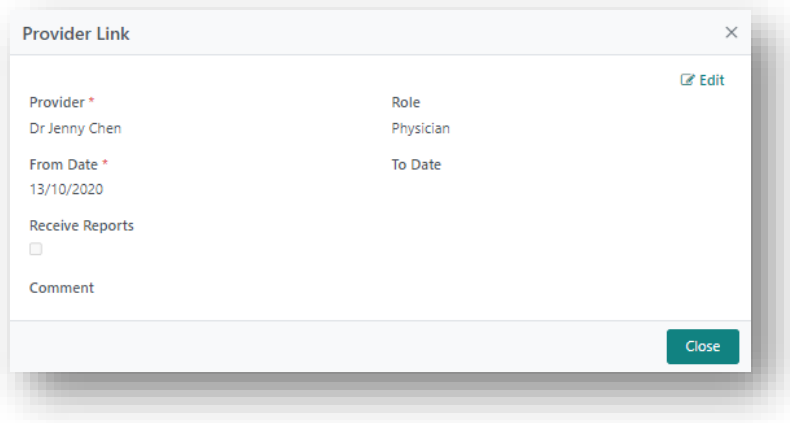 Provider Link
Edit
Provider * Role
Dr Jenny Chen Physician
From Date * To Date
13/10/2020
Receive Reports
Comment
Close